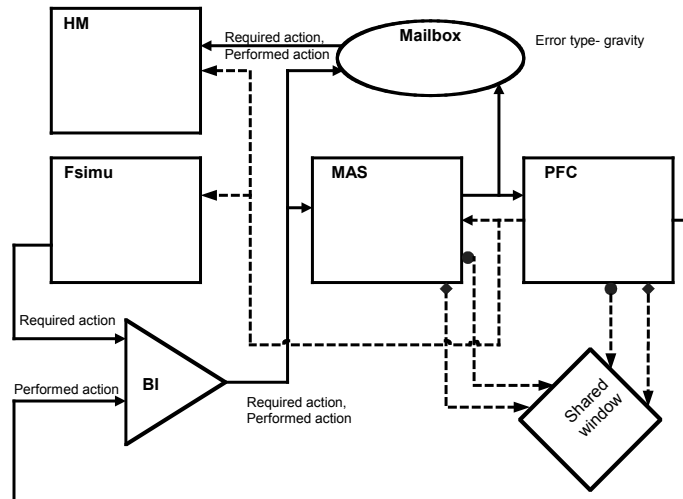 HM
Required action,
Performed action
Mailbox
Error type- gravity
Fsimu
MAS
PFC
Required action
Performed action
BI
Required action,
Performed action
Shared
window